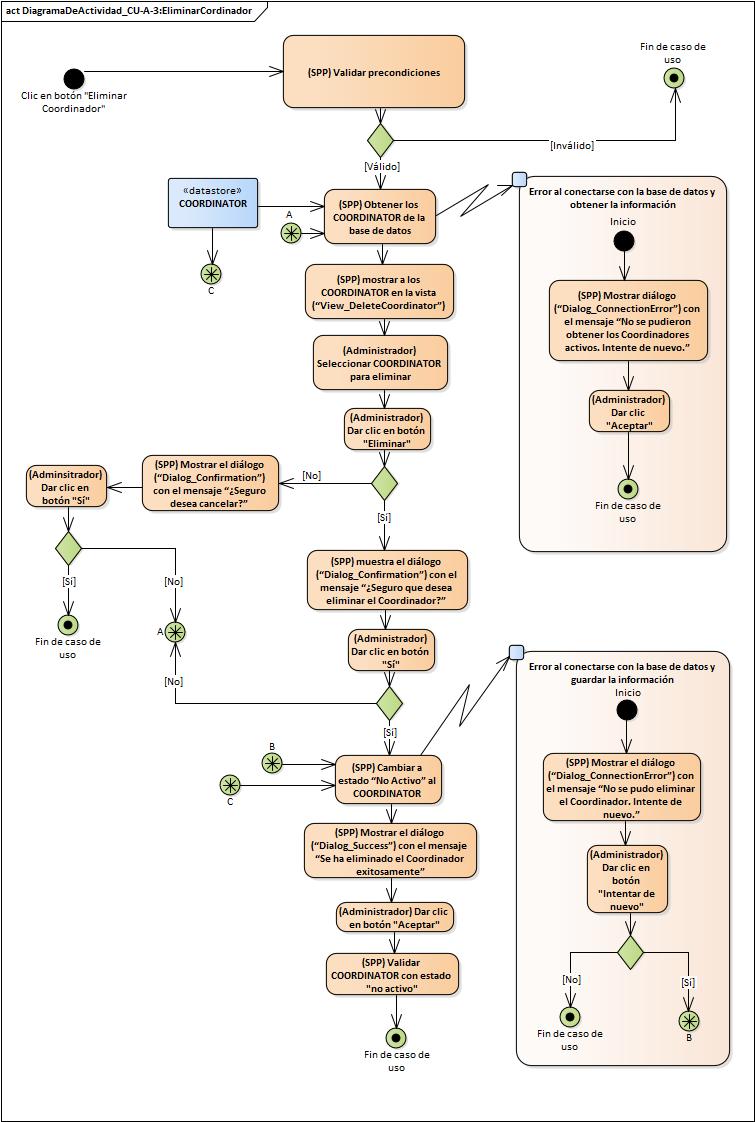 act DiagramaDeActividad_CU-A-3:EliminarCordinador
Clic en botón "Eliminar
Coordinador"
(SPP) Validar precondiciones
Fin de caso de
uso
[Inválido]
[Válido]
«datastore»
COORDINATOR
C
A
(SPP) Obtener los
COORDINATOR de la
base de datos
Error al conectarse con la base de datos y
obtener la información
Inicio
(SPP) Mostrar diálogo
(“Dialog_ConnectionError”) con
el mensaje “No se pudieron
obtener los Coordinadores
activos. Intente de nuevo.”
(Administrador)
Dar clic
"Aceptar"
Fin de caso de
uso
(SPP) mostrar a los
COORDINATOR en la vista
(“View_DeleteCoordinator”)
(Administrador)
Seleccionar COORDINATOR
para eliminar
(Administrador)
Dar clic en botón
"Eliminar"
[No]
(SPP) Mostrar el diálogo
(“Dialog_Confirmation”)
con el mensaje “¿Seguro
desea cancelar?”
(Adminsitrador)
Dar clic en
botón "Sí"
[Sí]
[No]
Fin de caso de
uso
A
[No]
[Sí]
(SPP) muestra el diálogo
(“Dialog_Confirmation”) con el
mensaje “¿Seguro que desea
eliminar el Coordinador?”
(Administrador)
Dar clic en botón
"Sí"
[Sí]
B
C
(SPP) Cambiar a
estado “No Activo” al
COORDINATOR
Error al conectarse con la base de datos y
guardar la información
Inicio
(SPP) Mostrar el diálogo
(“Dialog_ConnectionError”) con
el mensaje “No se pudo eliminar
el Coordinador. Intente de
nuevo.”
(Administrador)
Dar clic en
botón
"Intentar de
nuevo"
[No]
[Sí]
Fin de caso de
uso
B
(SPP) Mostrar el diálogo
(“Dialog_Success”) con el mensaje
“Se ha eliminado el Coordinador
exitosamente”
(Administrador) Dar clic
en botón "Aceptar"
(SPP) Validar
COORDINATOR con estado
"no activo"
Fin de caso de
uso